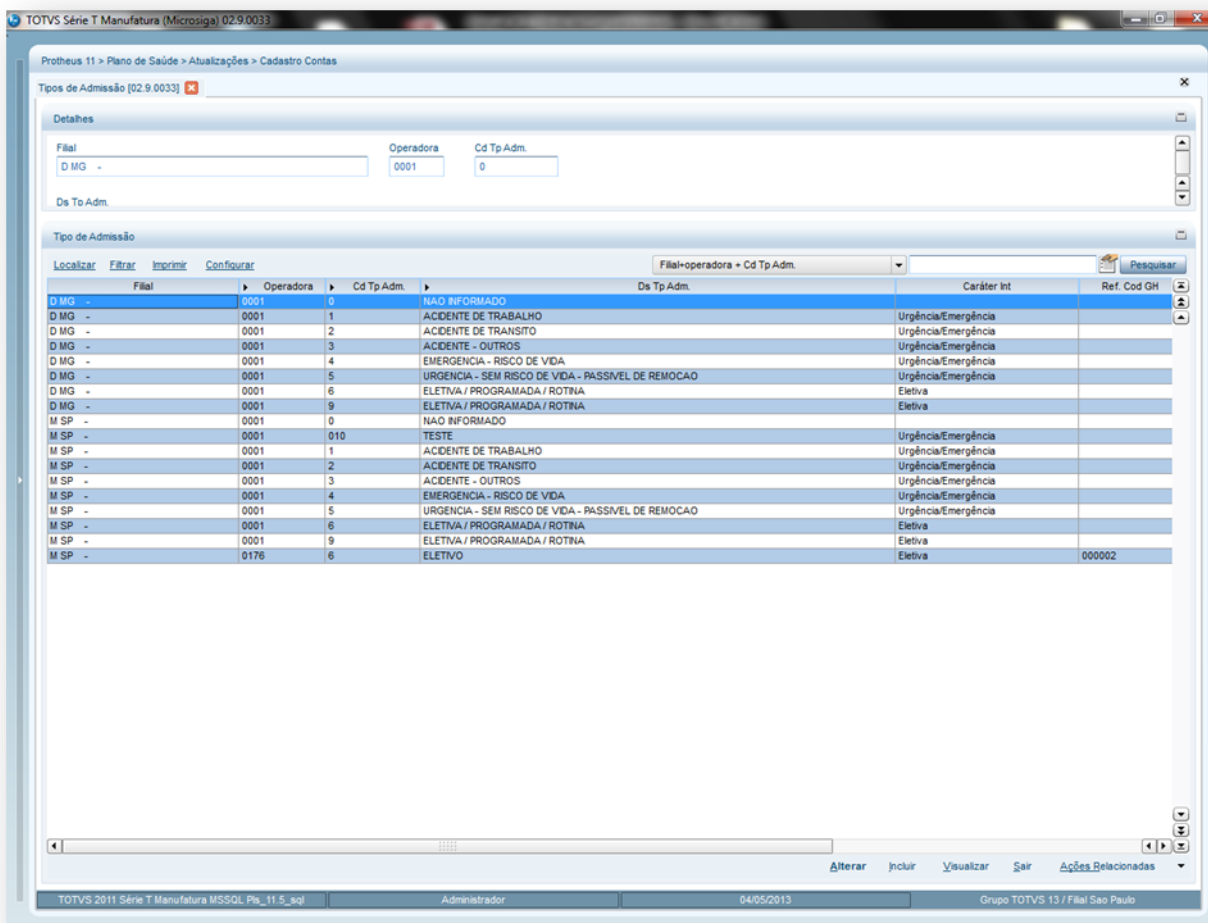 TOTVS Série T Manufatura (Microsiga) 02.9.0033
Protheus 11 > Plano de Saúde > Atualizações > Cadastro Contas
Tipos de Admissão [02.9.0033]
Detalhes
Filial Operadora Cd Tp Adm.
D MG - 0001 0
Ds Tp Adm.
Tipo de Admissão
Localizar Filtrar Imprimir Configurar Filial+operadora + Cd Tp Adm. Pesquisar
Filial Operadora Cd Tp Adm. Ds Tp Adm. Caráter Int Ref. Cod GH
D MG - 0001 0 NAO INFORMADO
D MG - 0001 1 ACIDENTE DE TRABALHO Urgência/Emergência
D MG - 0001 2 ACIDENTE DE TRANSITO Urgência/Emergência
D MG - 0001 3 ACIDENTE - OUTROS Urgência/Emergência
D MG - 0001 4 EMERGENCIA - RISCO DE VIDA Urgência/Emergência
D MG - 0001 5 URGENCIA - SEM RISCO DE VIDA - PASSIVEL DE REMOCAO Urgência/Emergência
D MG - 0001 6 ELETIVA / PROGRAMADA / ROTINA Eletiva
D MG - 0001 9 ELETIVA / PROGRAMADA / ROTINA Eletiva
M SP - 0001 0 NAO INFORMADO
M SP - 0001 010 TESTE Urgência/Emergência
M SP - 0001 1 ACIDENTE DE TRABALHO Urgência/Emergência
M SP - 0001 2 ACIDENTE DE TRANSITO Urgência/Emergência
M SP - 0001 3 ACIDENTE - OUTROS Urgência/Emergência
M SP - 0001 4 EMERGENCIA - RISCO DE VIDA Urgência/Emergência
M SP - 0001 5 URGENCIA - SEM RISCO DE VIDA - PASSIVEL DE REMOCAO Urgência/Emergência
M SP - 0001 6 ELETIVA / PROGRAMADA / ROTINA Eletiva
M SP - 0001 9 ELETIVA / PROGRAMADA / ROTINA Eletiva
M SP - 0176 6 ELETIVO Eletiva 000002
Alterar Incluir Visualizar Sair Ações Relacionadas
TOTVS 2011 Série T Manufatura MSSQL Pls_11.5_sql Administrador 04/05/2013 Grupo TOTVS 13 / Filial Sao Paulo